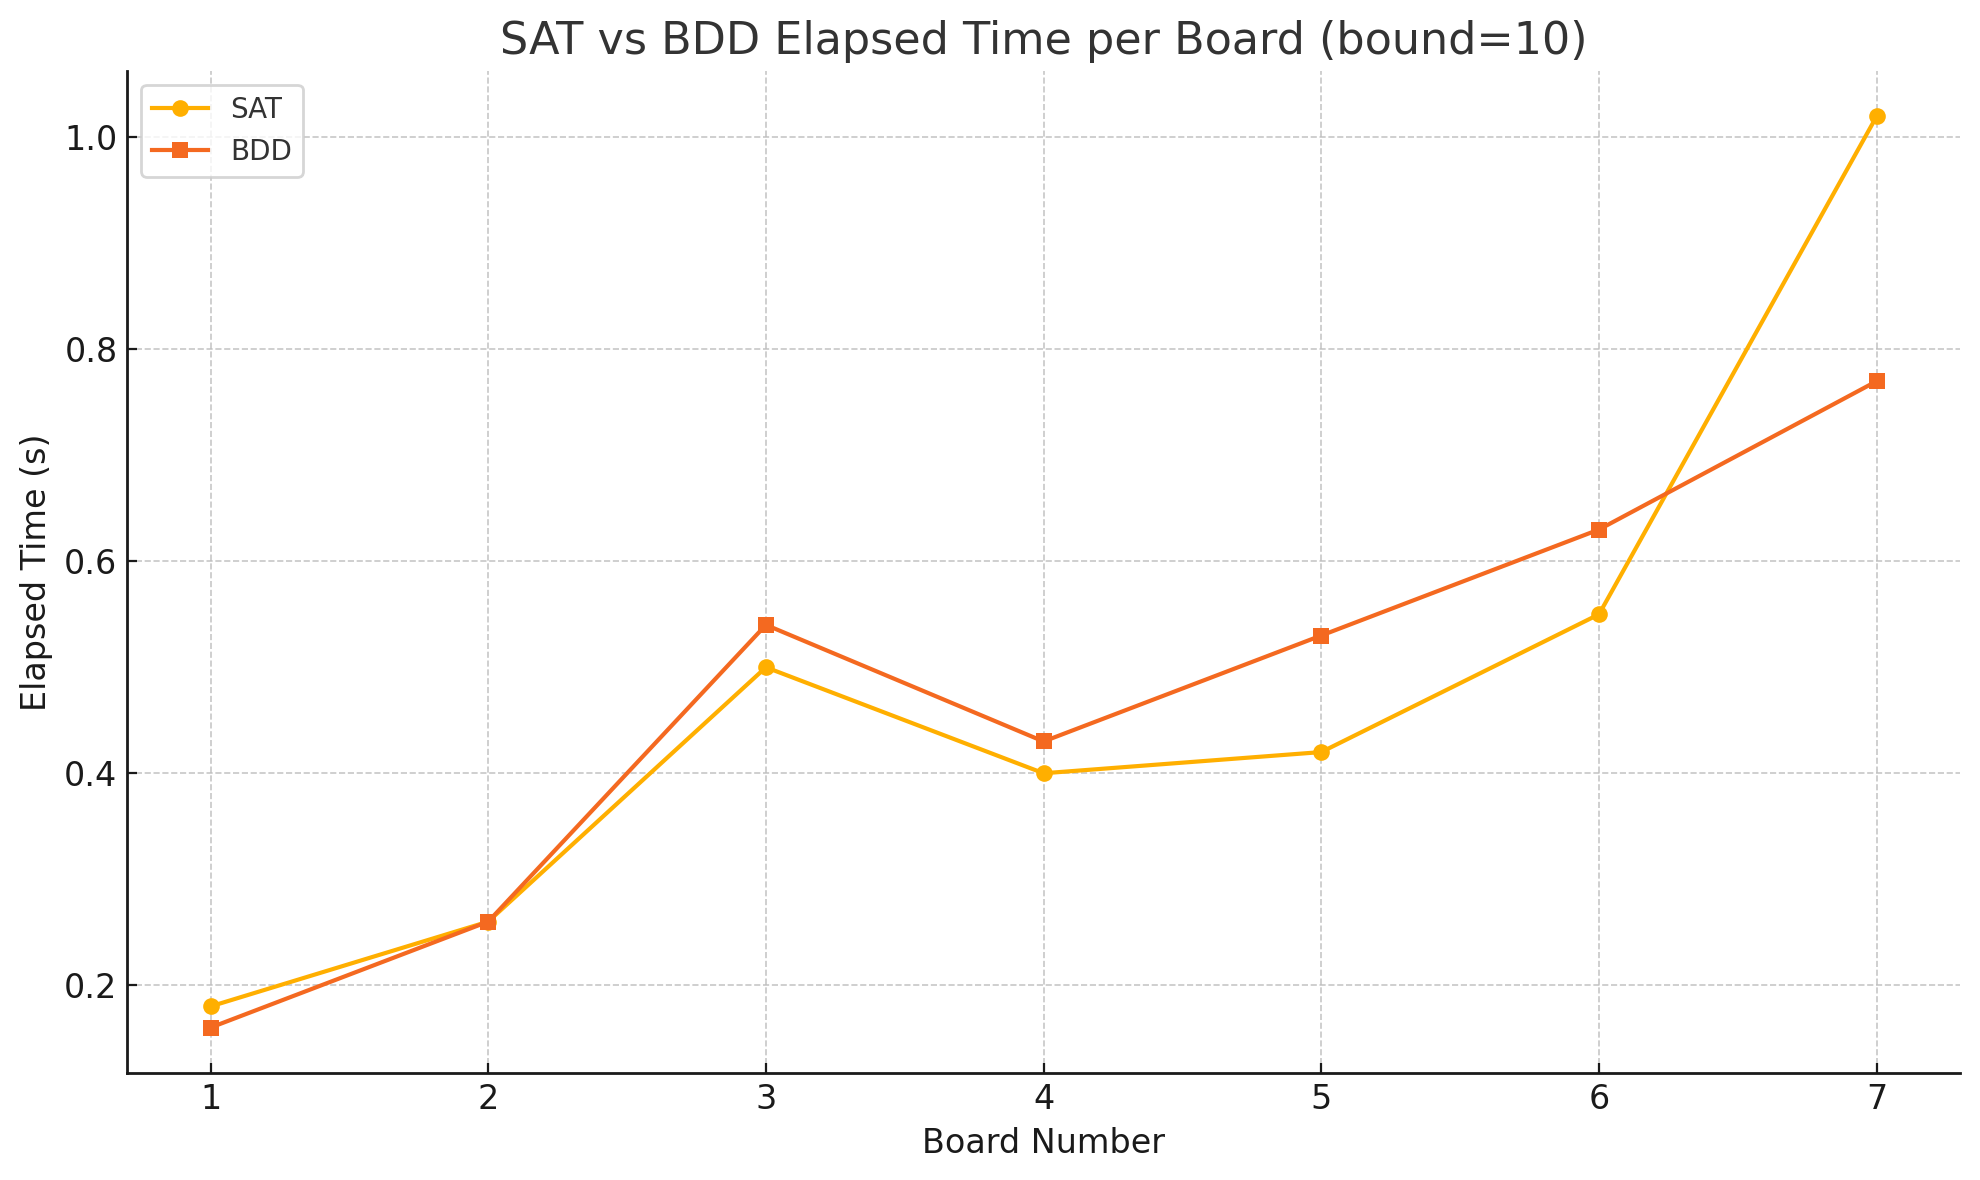 SAT vs BDD Elapsed Time per Board (bound=10)
SAT
BDD
1.0
0.8
0.6
0.4
0.2
Elapsed Time (s)
1 2 3 4 5 6 7
Board Number